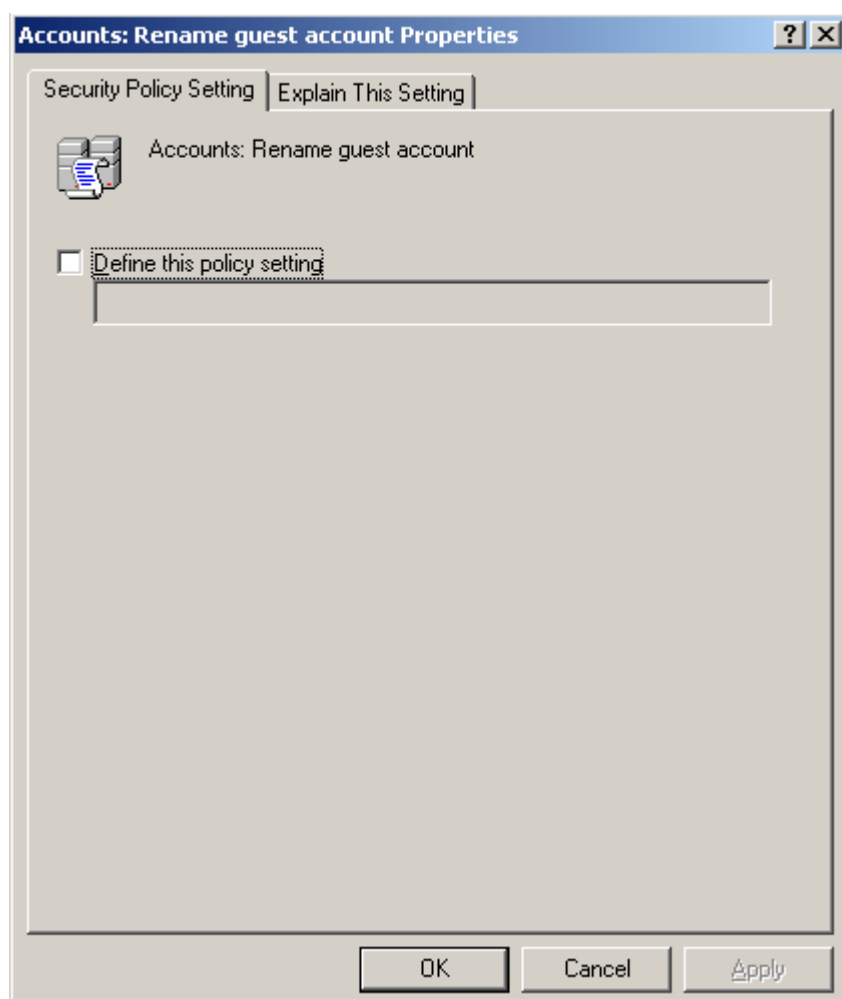 Accounts: Rename guest account Properties
Security Policy Setting
Explain This Setting
Accounts: Rename guest account
Define this policy setting
OK
Cancel
Apply